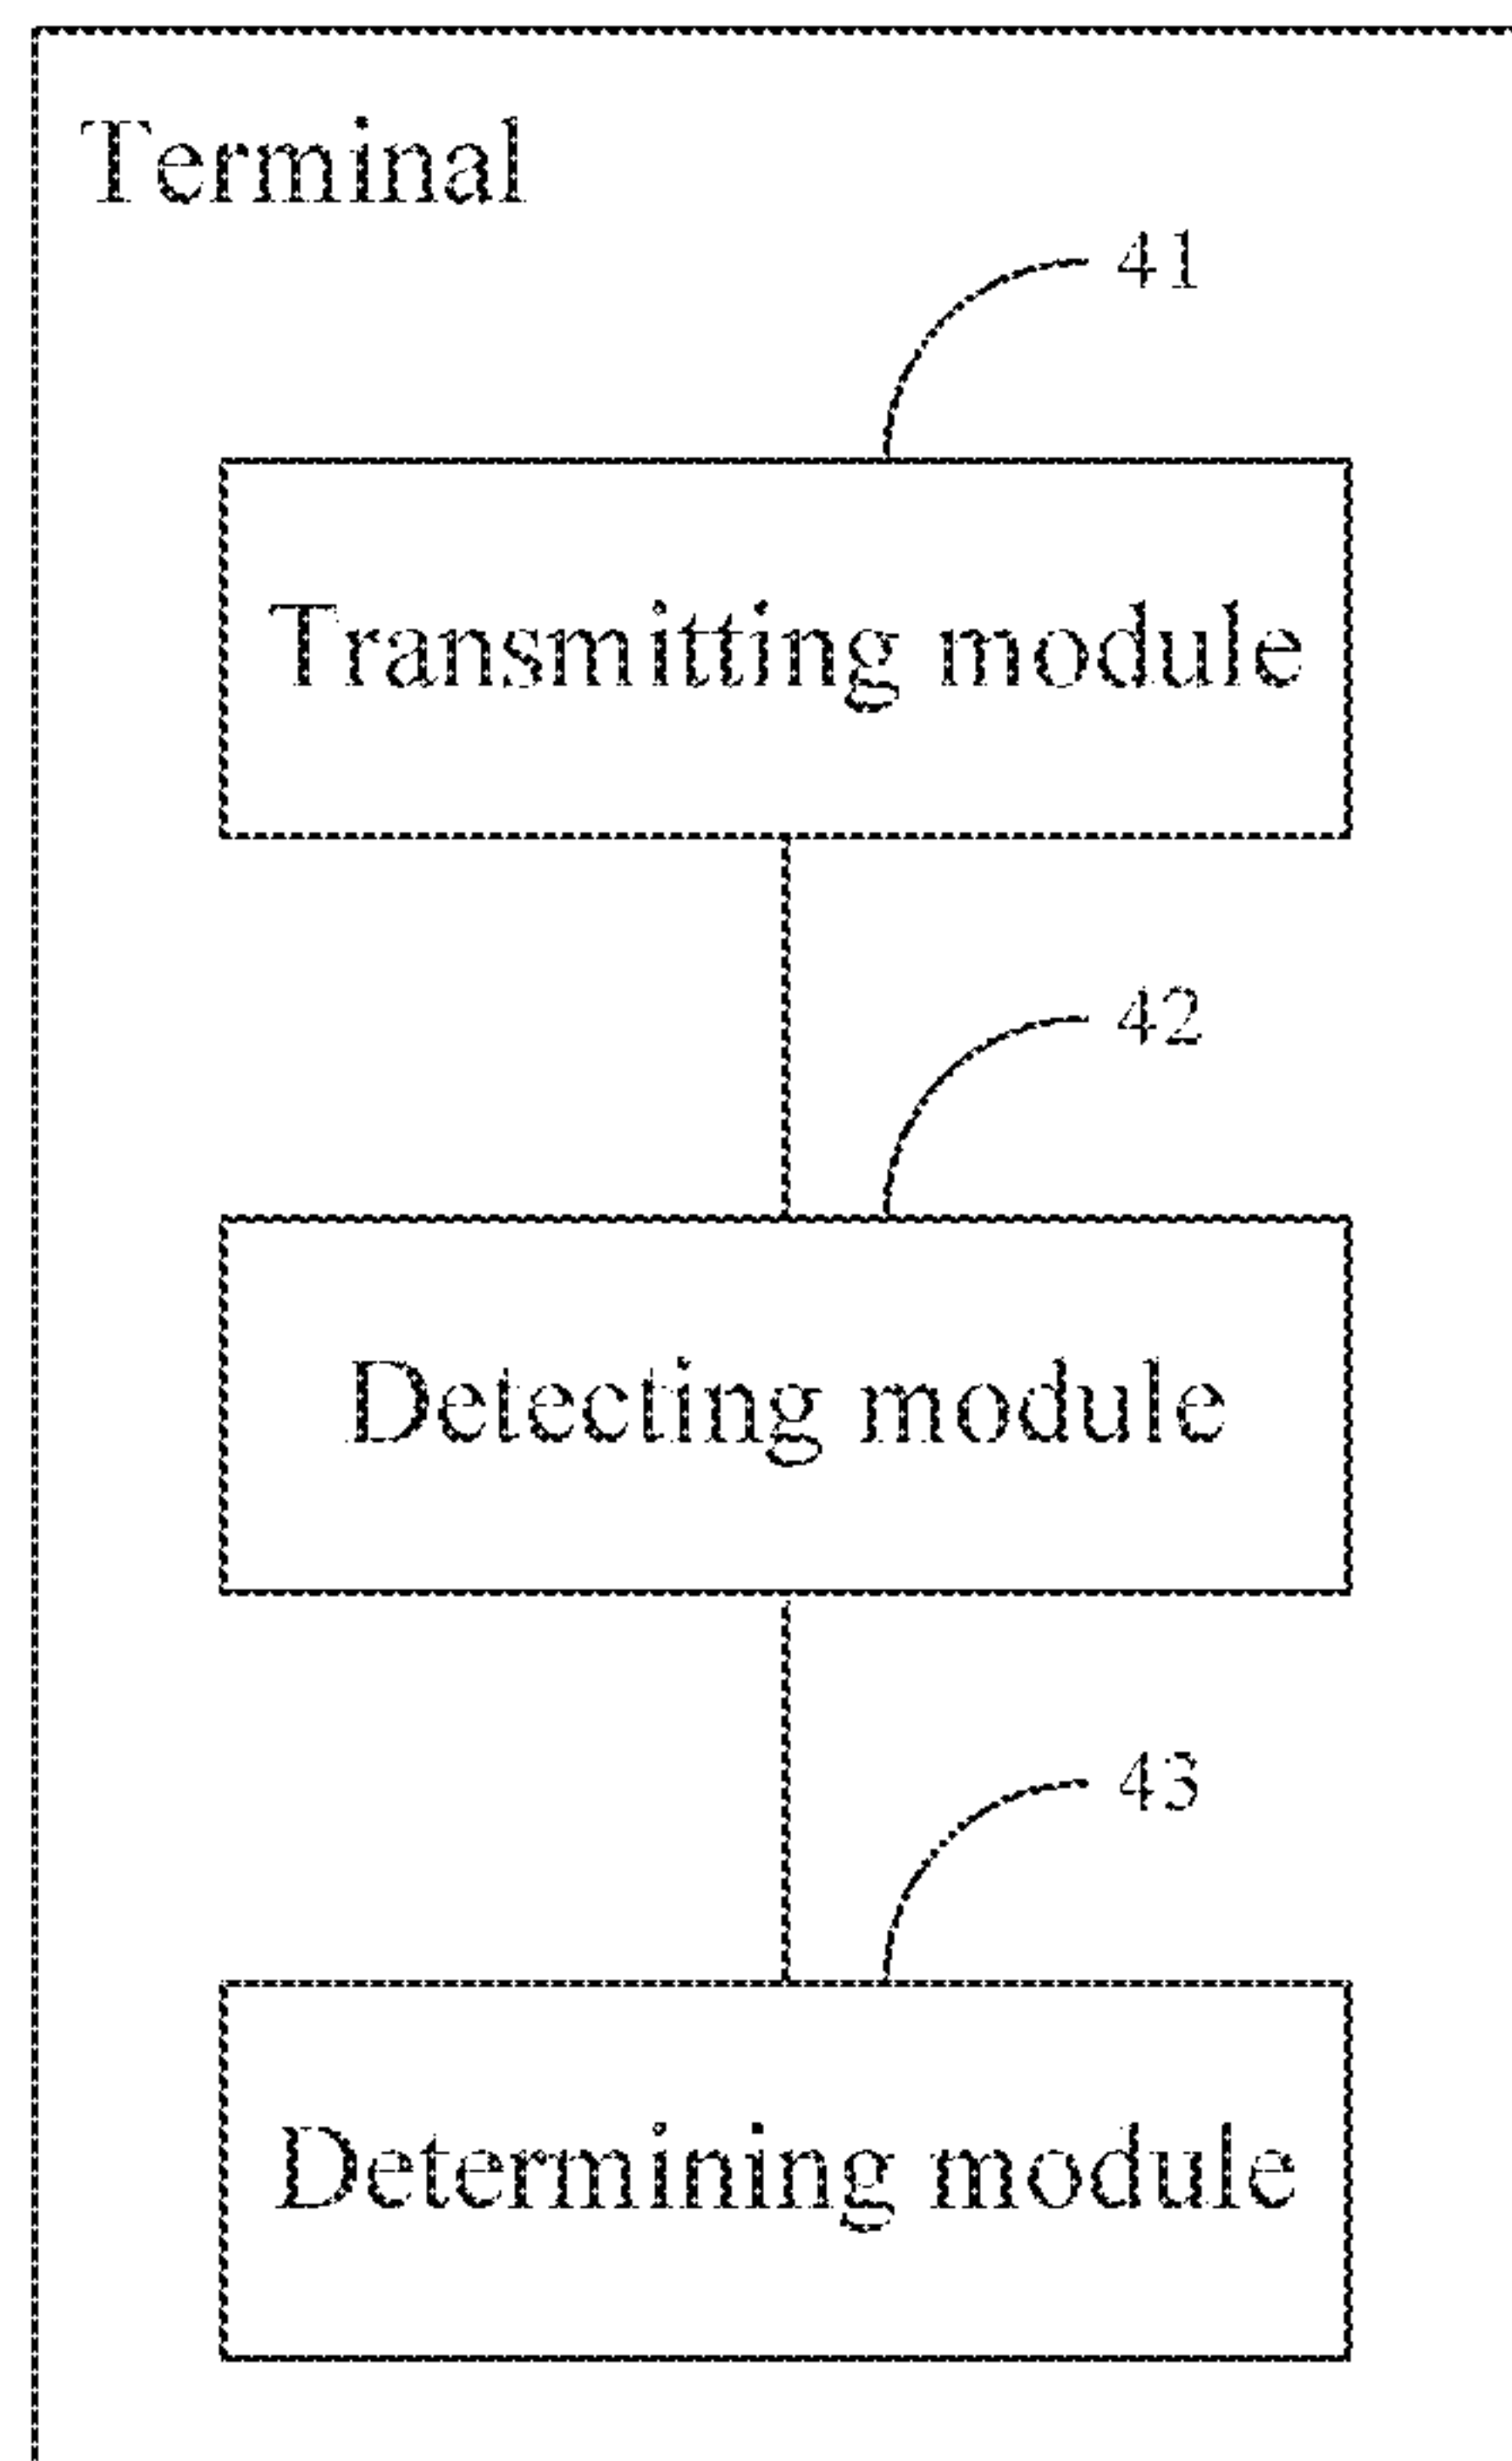 Terminal
41
Transmitting module
42
Detecting module
43
Determining module